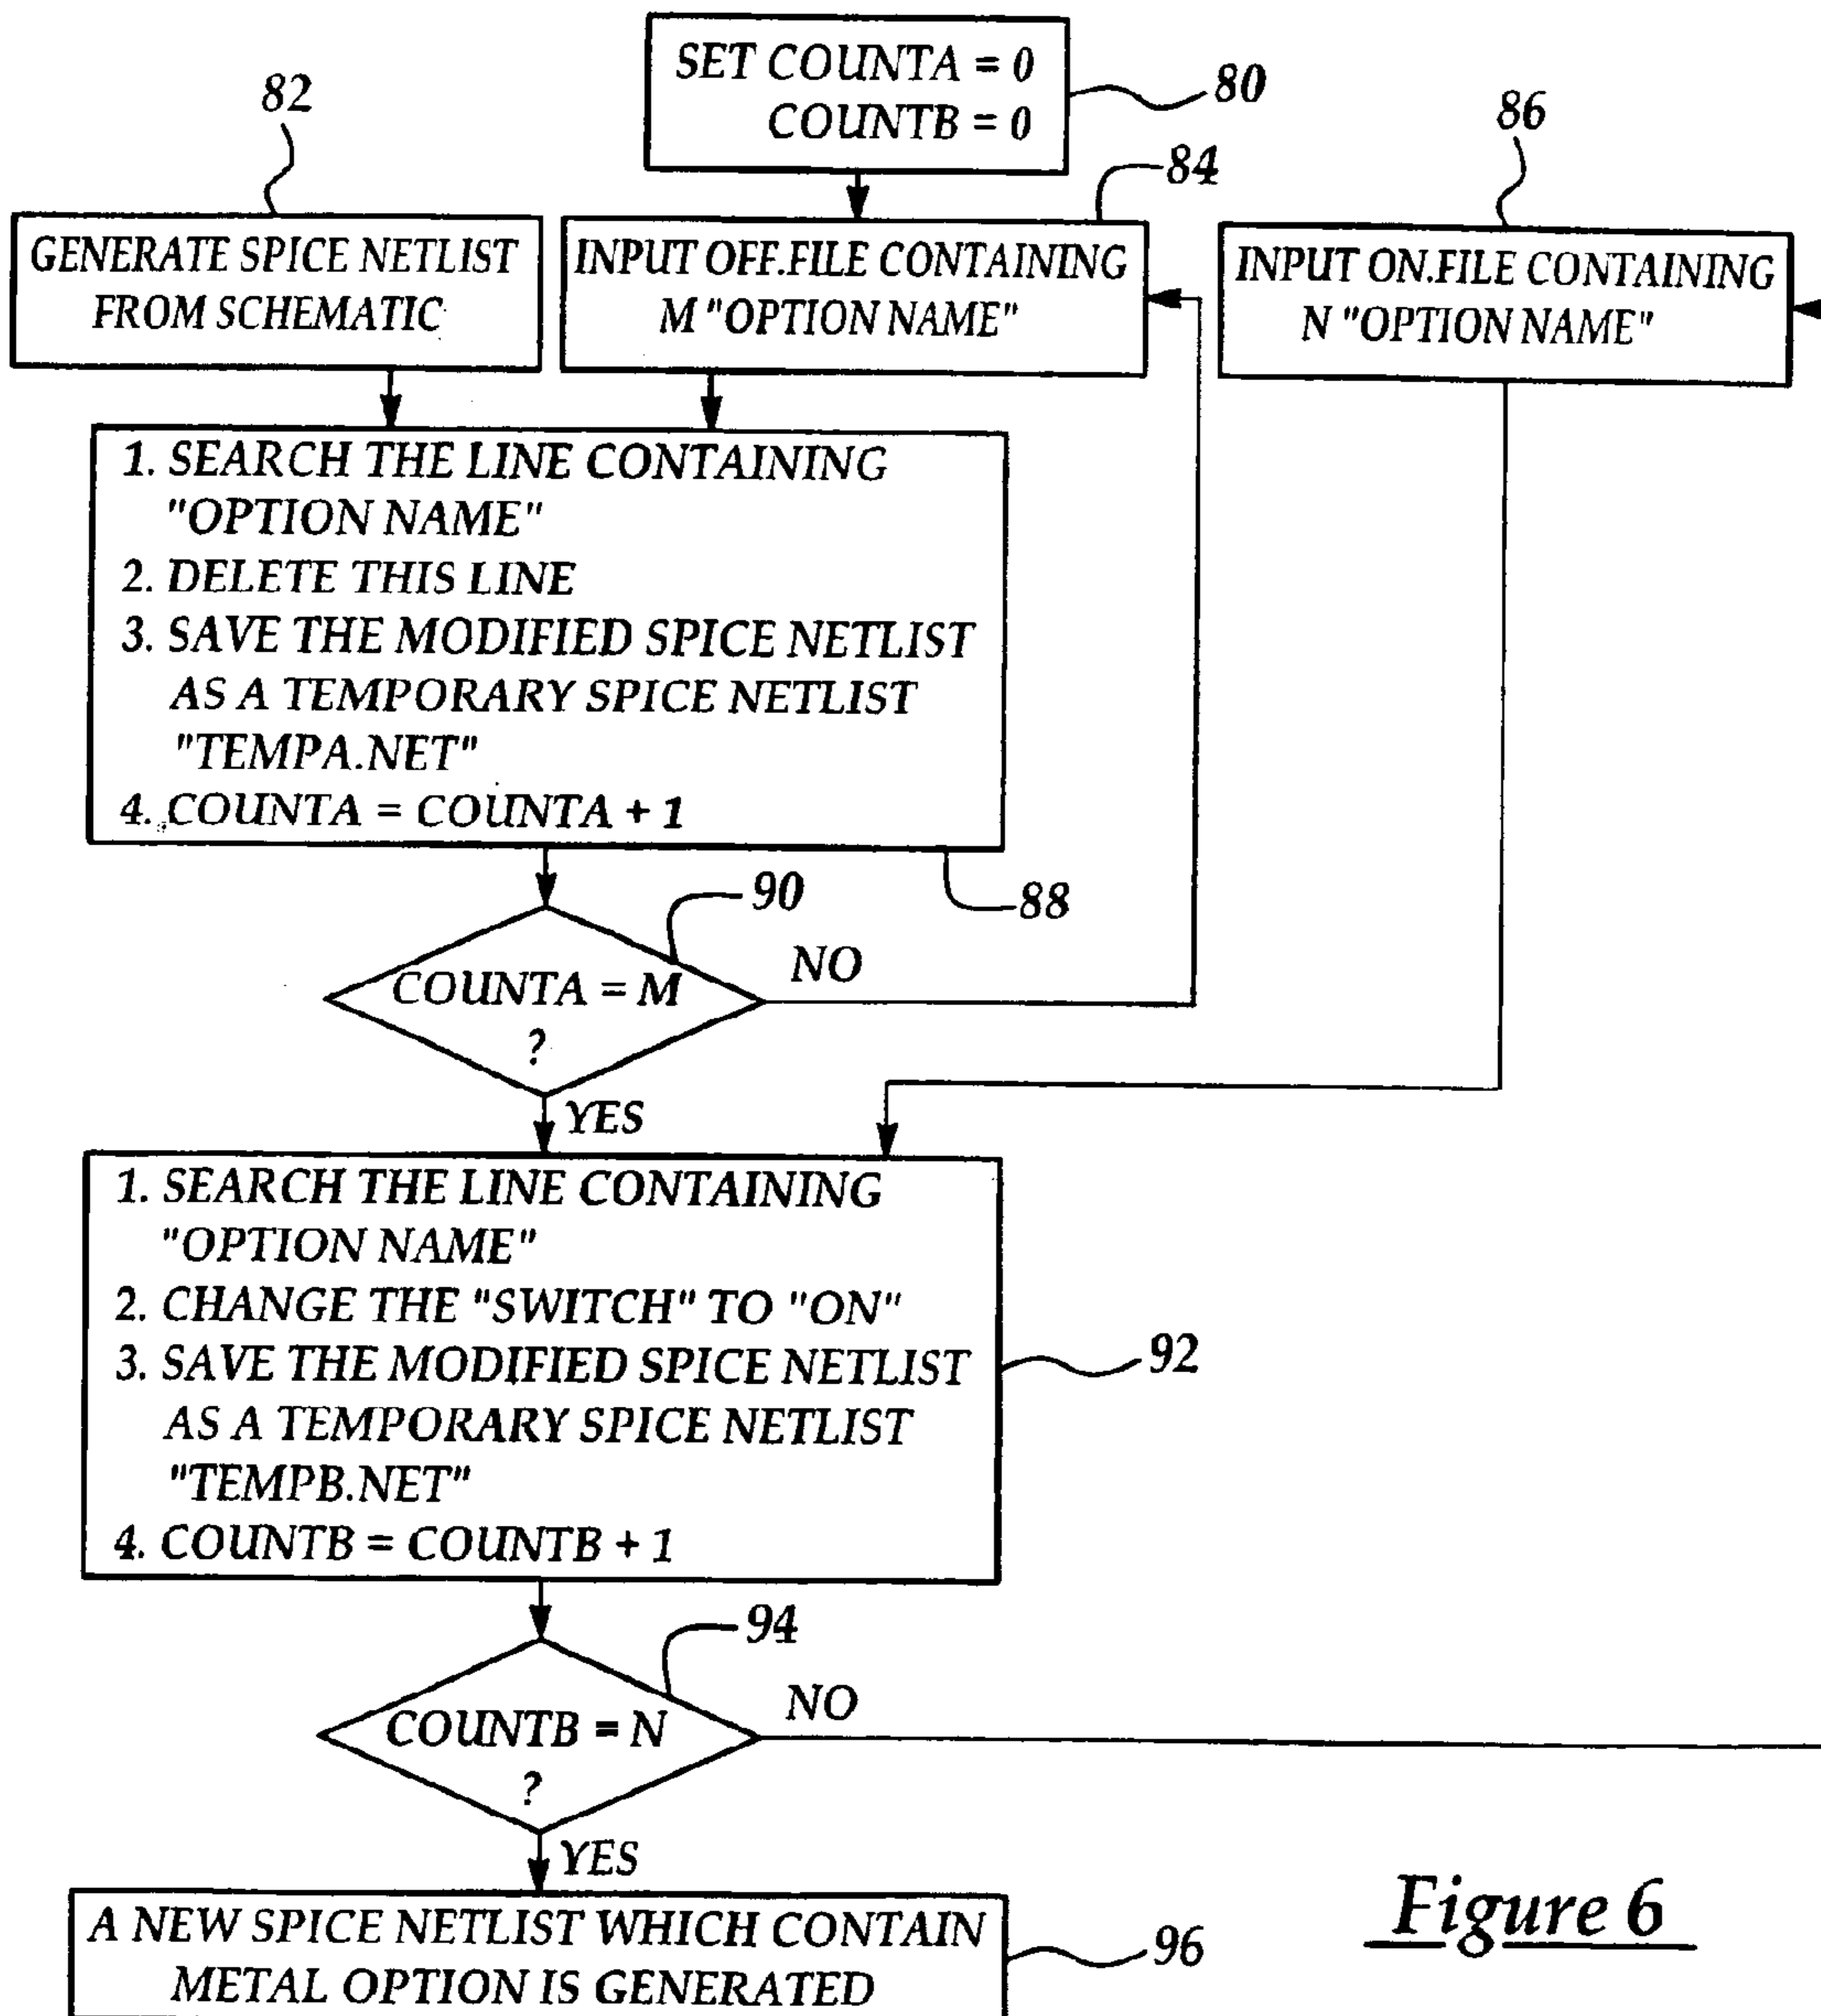 SET COUNTA = 0
COUNTB = 0
80
82
84
86
GENERATE SPICE NETLIST
FROM SCHEMATIC
INPUT OFF.FILE CONTAINING
M "OPTION NAME"
INPUT ON.FILE CONTAINING
N "OPTION NAME"
1. SEARCH THE LINE CONTAINING
"OPTION NAME"
2. DELETE THIS LINE
3. SAVE THE MODIFIED SPICE NETLIST
AS A TEMPORARY SPICE NETLIST
"TEMPA.NET"
4. COUNTA = COUNTA + 1
88
90
COUNTA = M
?
NO
YES
1. SEARCH THE LINE CONTAINING
"OPTION NAME"
2. CHANGE THE "SWITCH" TO "ON"
3. SAVE THE MODIFIED SPICE NETLIST
AS A TEMPORARY SPICE NETLIST
"TEMPB.NET"
4. COUNTB = COUNTB + 1
92
94
COUNTB = N
?
NO
YES
A NEW SPICE NETLIST WHICH CONTAIN
METAL OPTION IS GENERATED
96
Figure 6